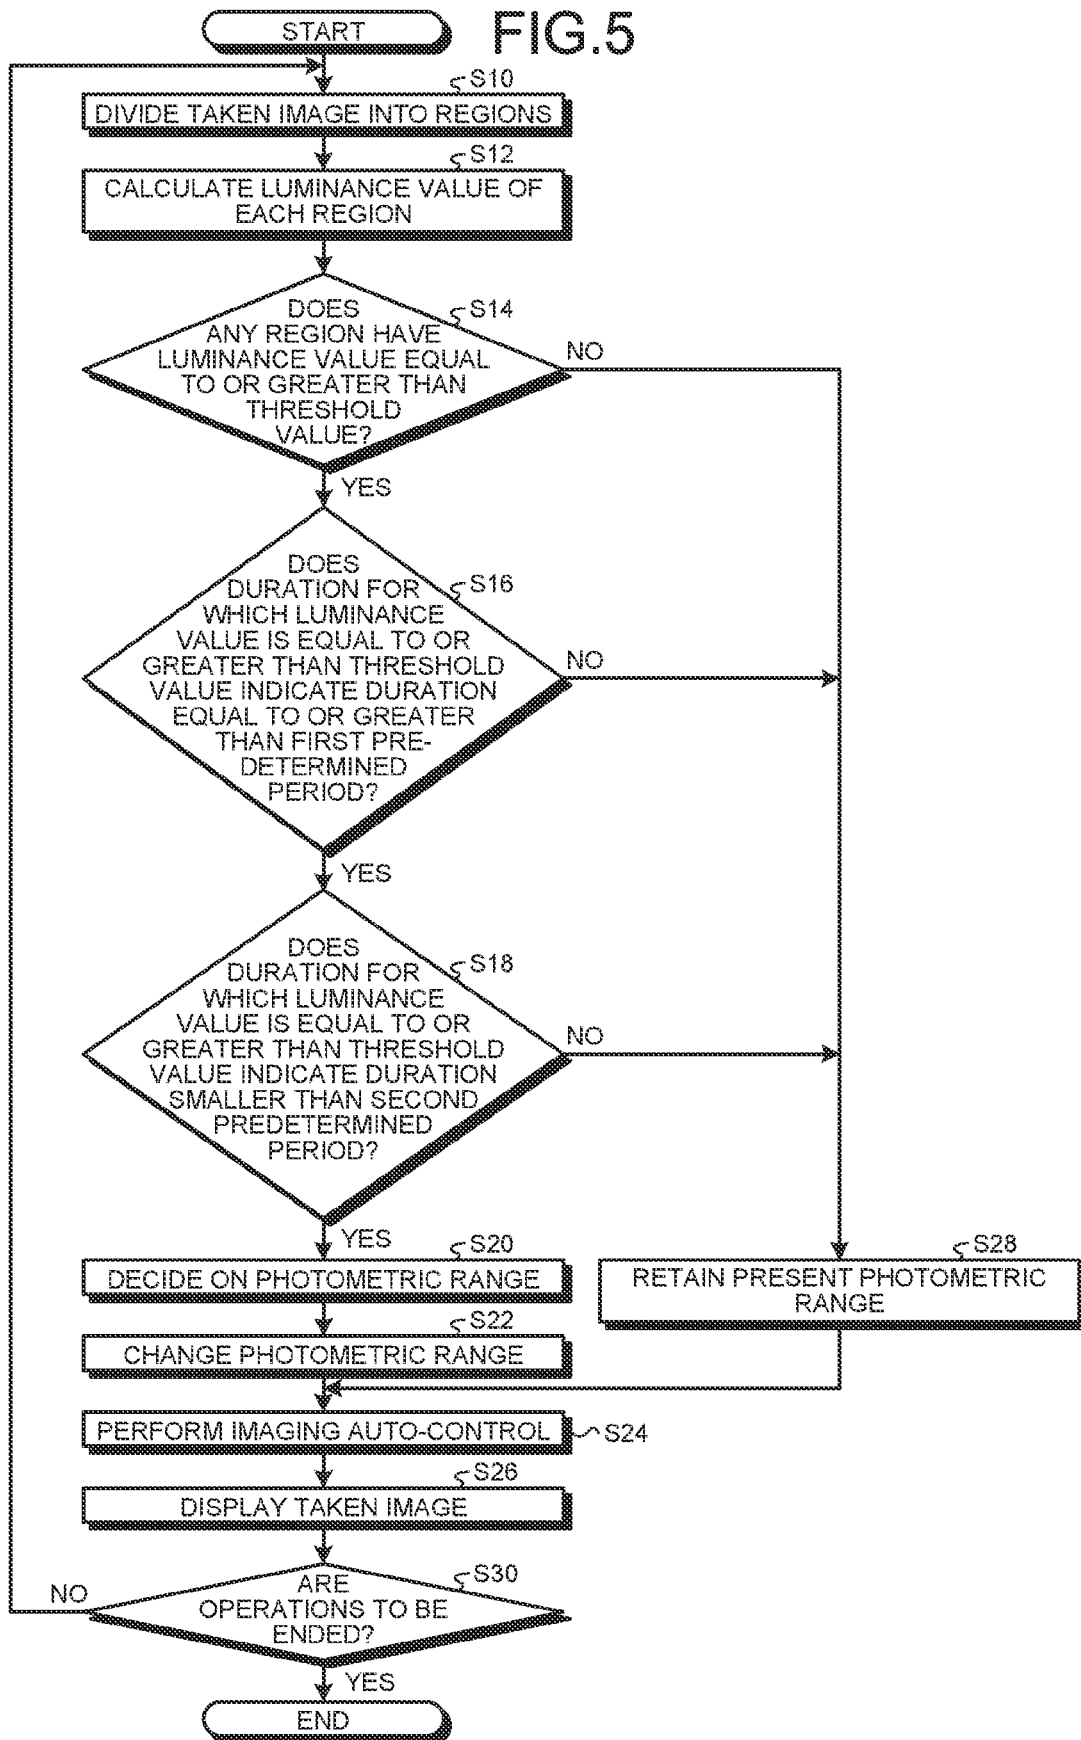 START
FIG.5
S10
DIVIDE TAKEN IMAGE INTO REGIONS
S12
CALCULATE LUMINANCE VALUE OF
EACH REGION
S14
DOES
ANY REGION HAVE
LUMINANCE VALUE EQUAL
TO OR GREATER THAN
THRESHOLD
VALUE?
NO
YES
S16
DOES
DURATION FOR
WHICH LUMINANCE
VALUE IS EQUAL TO OR
GREATER THAN THRESHOLD
VALUE INDICATE DURATION
EQUAL TO OR GREATER
THAN FIRST PRE-
DETERMINED
PERIOD?
NO
YES
S18
DOES
DURATION FOR
WHICH LUMINANCE
VALUE IS EQUAL TO OR
GREATER THAN THRESHOLD
VALUE INDICATE DURATION
SMALLER THAN SECOND
PREDETERMINED
PERIOD?
NO
YES
S20
DECIDE ON PHOTOMETRIC RANGE
S28
RETAIN PRESENT PHOTOMETRIC
RANGE
S22
CHANGE PHOTOMETRIC RANGE
PERFORM IMAGING AUTO-CONTROL
S24
S26
DISPLAY TAKEN IMAGE
S30
ARE
OPERATIONS TO BE
ENDED?
NO
YES
END